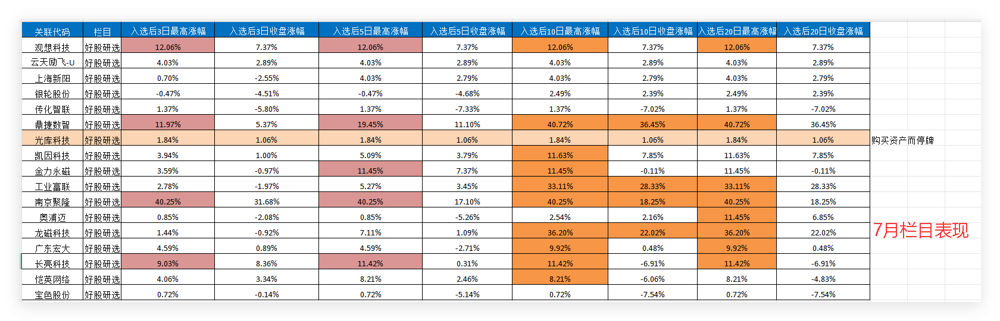 关联代码 栏目 入选后3日最高涨幅 入选后3日收盘涨幅 入选后5日最高涨幅 入选后5日收盘涨幅 入选后10日最高涨幅 入选后10日收盘涨幅 入选后20日最高涨幅 入选后20日收盘涨幅
观想科技 好股研选 12.06% 7.37% 12.06% 7.37% 12.06% 7.37% 12.06% 7.37%
云天励飞-U 好股研选 4.03% 2.89% 4.03% 2.89% 4.03% 2.89% 4.03% 2.89%
上海新阳 好股研选 0.70% -2.55% 4.03% 2.79% 4.03% 2.79% 4.03% 2.79%
银轮股份 好股研选 -0.47% -4.51% -0.47% -4.68% 2.49% 2.39% 2.49% 2.39%
传化智联 好股研选 1.37% -5.80% 1.37% -7.33% 1.37% -7.02% 1.37% -7.02%
鼎捷数智 好股研选 11.97% 5.37% 19.45% 11.10% 40.72% 36.45% 40.72% 36.45%
光库科技 好股研选 1.84% 1.06% 1.84% 1.06% 1.84% 1.06% 1.84% 1.06% 购买资产而停牌
凯因科技 好股研选 3.94% 1.00% 5.09% 3.79% 11.63% 7.85% 11.63% 7.85%
金力永磁 好股研选 3.59% -0.97% 11.45% 7.37% 11.45% -0.11% 11.45% -0.11%
工业富联 好股研选 2.78% -1.97% 5.27% 3.45% 33.11% 28.33% 33.11% 28.33%
南京聚隆 好股研选 40.25% 31.68% 40.25% 17.10% 40.25% 18.25% 40.25% 18.25%
奥浦迈 好股研选 0.85% -2.08% 0.85% -5.26% 2.54% 2.16% 11.45% 6.85%
龙磁科技 好股研选 1.44% -0.92% 7.11% 1.09% 36.20% 22.02% 36.20% 22.02%
7月栏目表现
广东宏大 好股研选 4.59% 0.89% 4.59% -2.71% 9.92% 0.48% 9.92% 0.48%
长亮科技 好股研选 9.03% 8.36% 11.42% 0.31% 11.42% -6.91% 11.42% -6.91%
恺英网络 好股研选 4.06% 3.34% 8.21% 2.46% 8.21% -6.06% 8.21% -4.83%
宝色股份 好股研选 0.72% -0.14% 0.72% -5.14% 0.72% -7.54% 0.72% -7.54%